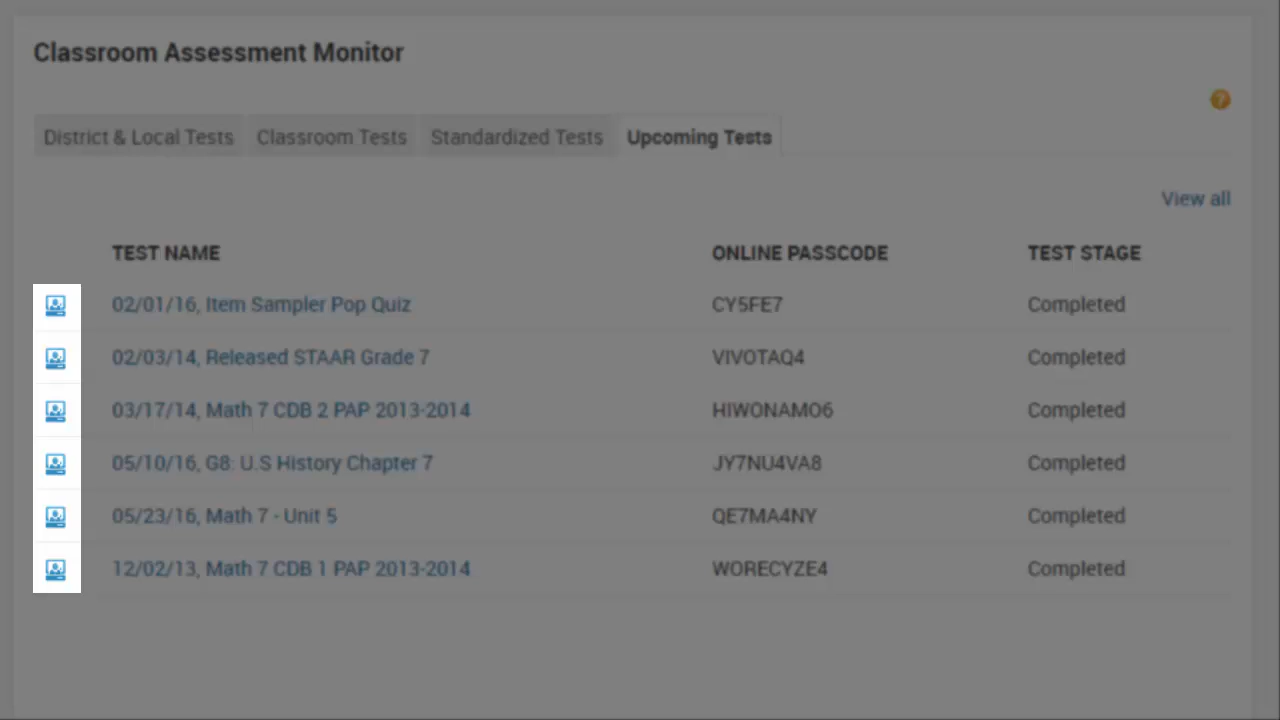 Classroom Assessment Monitor
?
District & Local Tests Classroom Tests Standardized Tests Upcoming Tests
View all
TEST NAME ONLINE PASSCODE TEST STAGE
02/01/16, Item Sampler Pop Quiz CY5FE7 Completed
02/03/14, Released STAAR Grade 7 VIVOTAQ4 Completed
03/17/14, Math 7 CDB 2 PAP 2013-2014 HIWONAMO6 Completed
05/10/16, G8: U.S History Chapter 7 JY7NU4VA8 Completed
05/23/16, Math 7 - Unit 5 QE7MA4NY Completed
12/02/13, Math 7 CDB 1 PAP 2013-2014 WORECYZE4 Completed